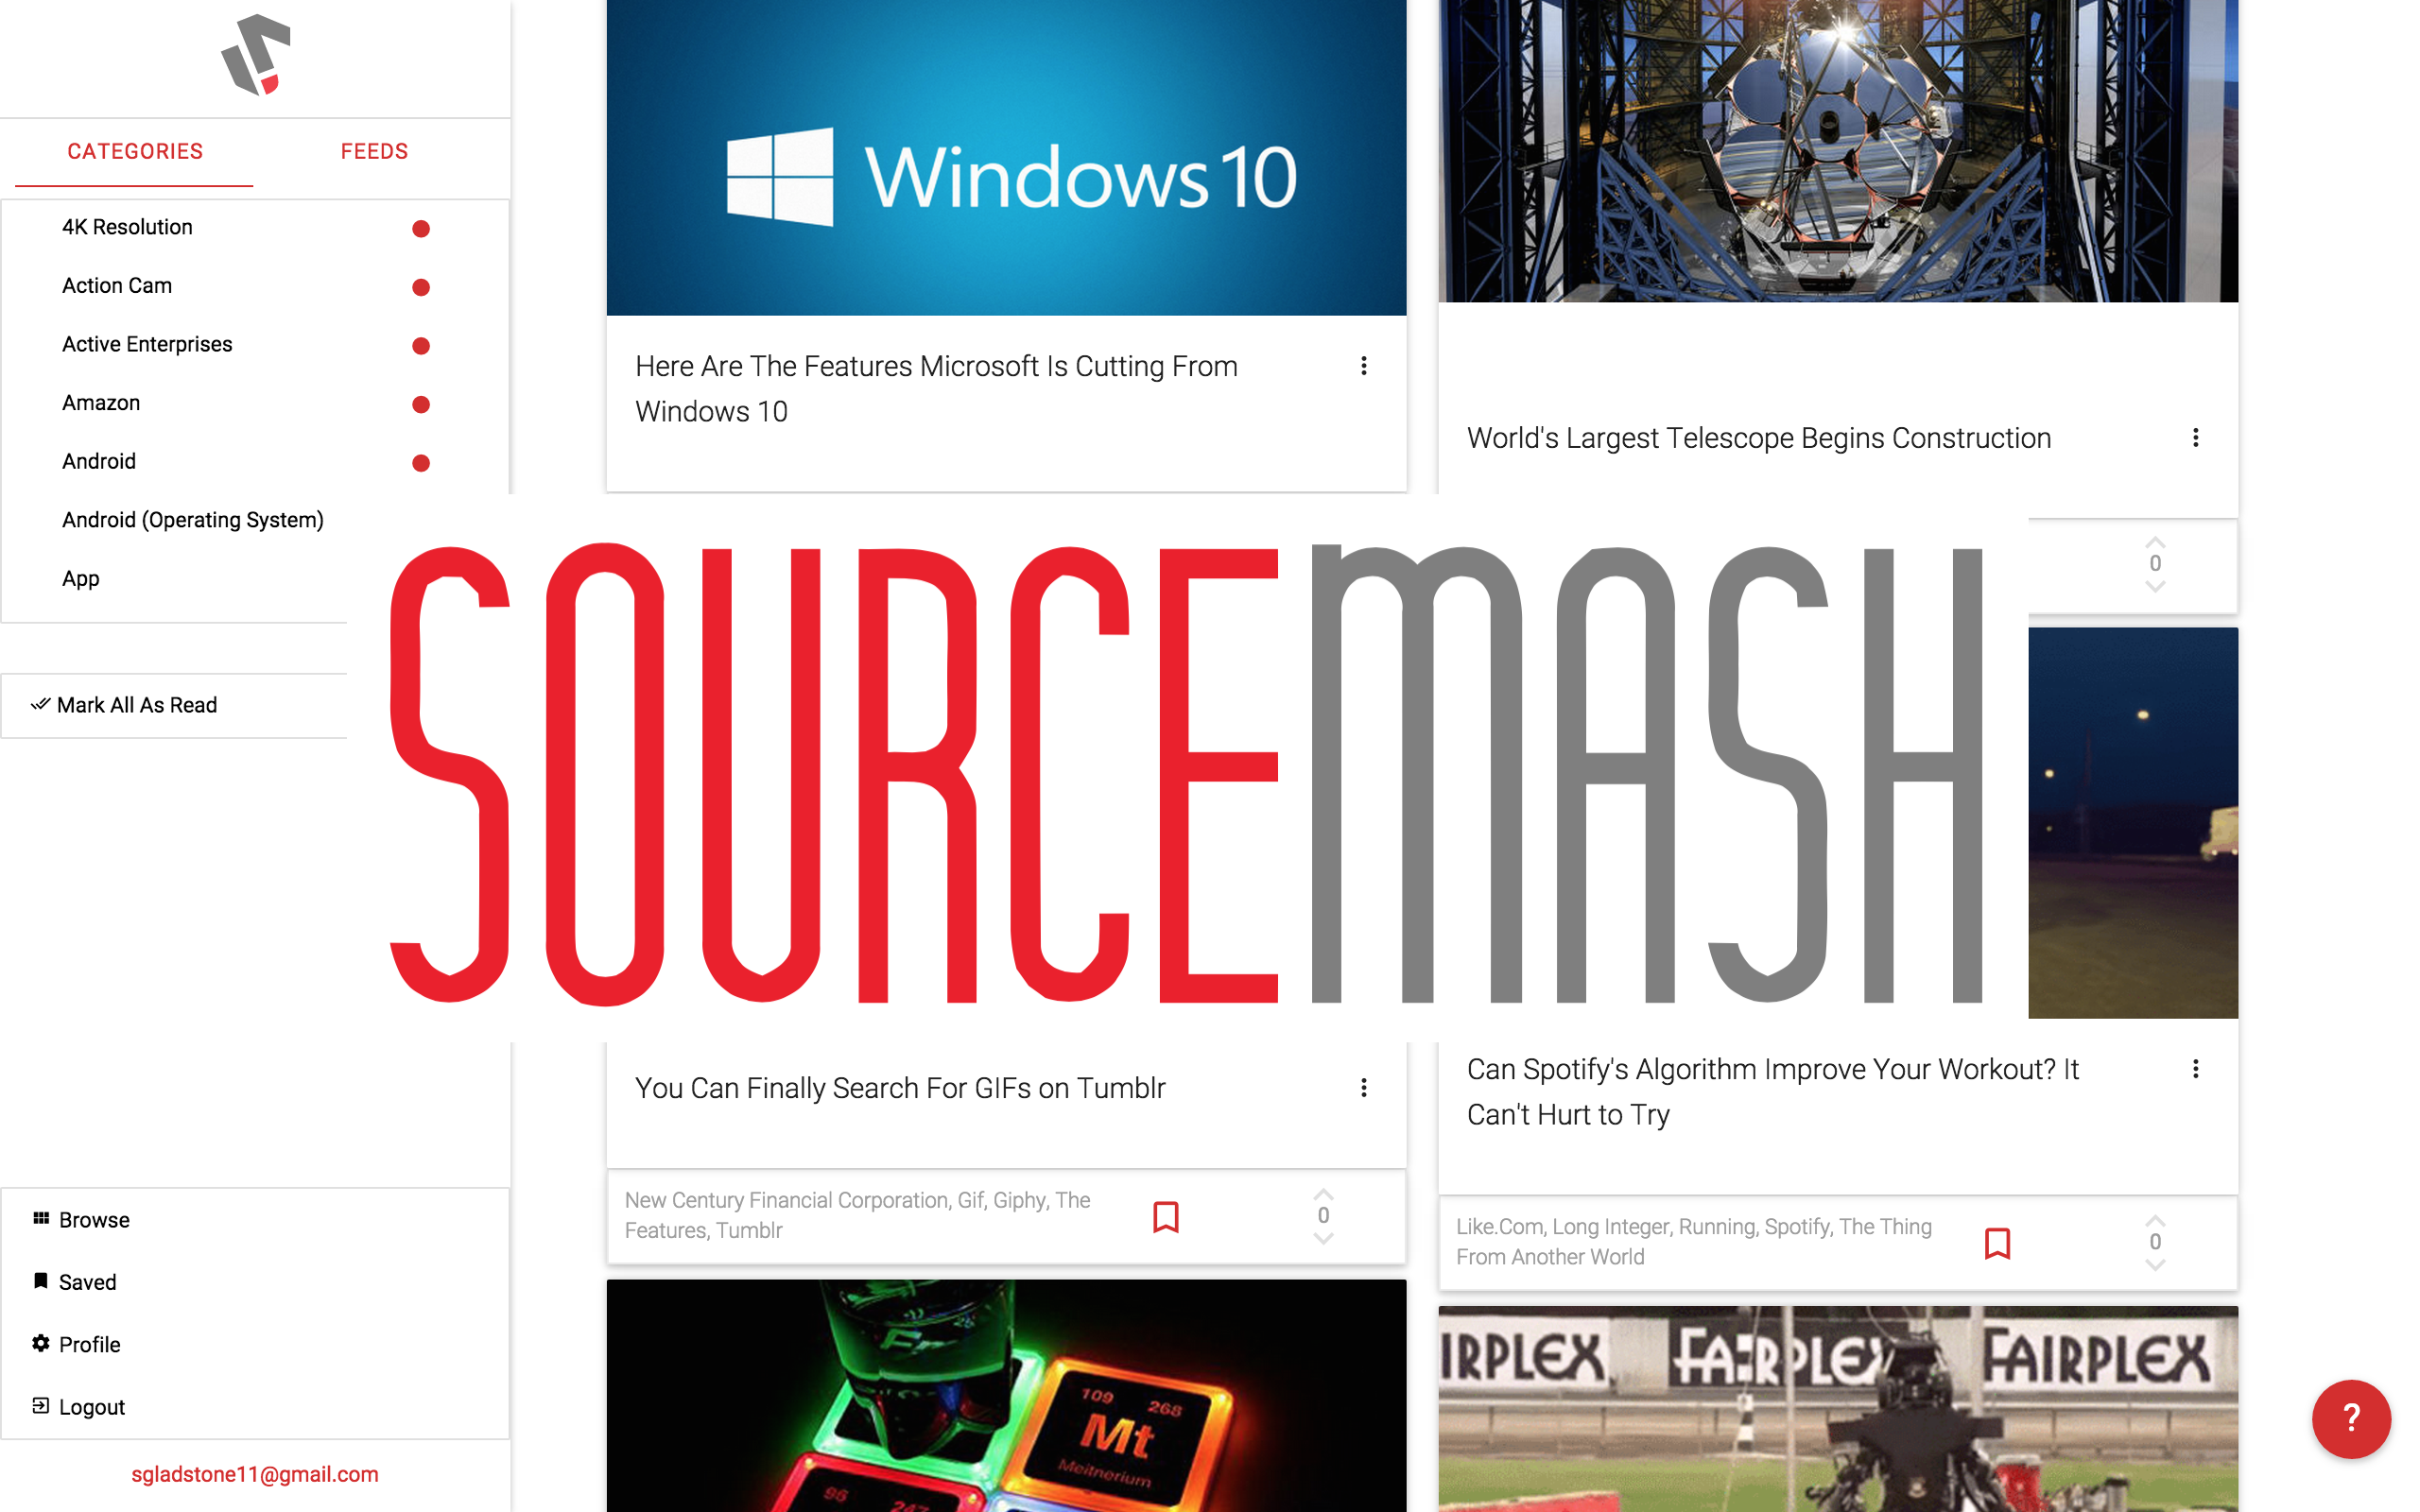 CATEGORIES FEEDS
4K Resolution
Action Cam
Active Enterprises
Amazon
Android
Android (Operating System)
App
Mark All As Read
Browse
Saved
Profile
Logout
sgladstone11@gmail.com
Windows 10
Here Are The Features Microsoft Is Cutting From
Windows 10
World's Largest Telescope Begins Construction
0
SOURCEMASH
You Can Finally Search For GIFs on Tumblr
New Century Financial Corporation, Gif, Giphy, The
Features, Tumblr
0
Can Spotify's Algorithm Improve Your Workout? It
Can't Hurt to Try
Like.Com, Long Integer, Running, Spotify, The Thing
From Another World
0
Fr
109 268
Mt
Meitnerium
IRPLEX FAIRPLEX FAIRPLEX
?